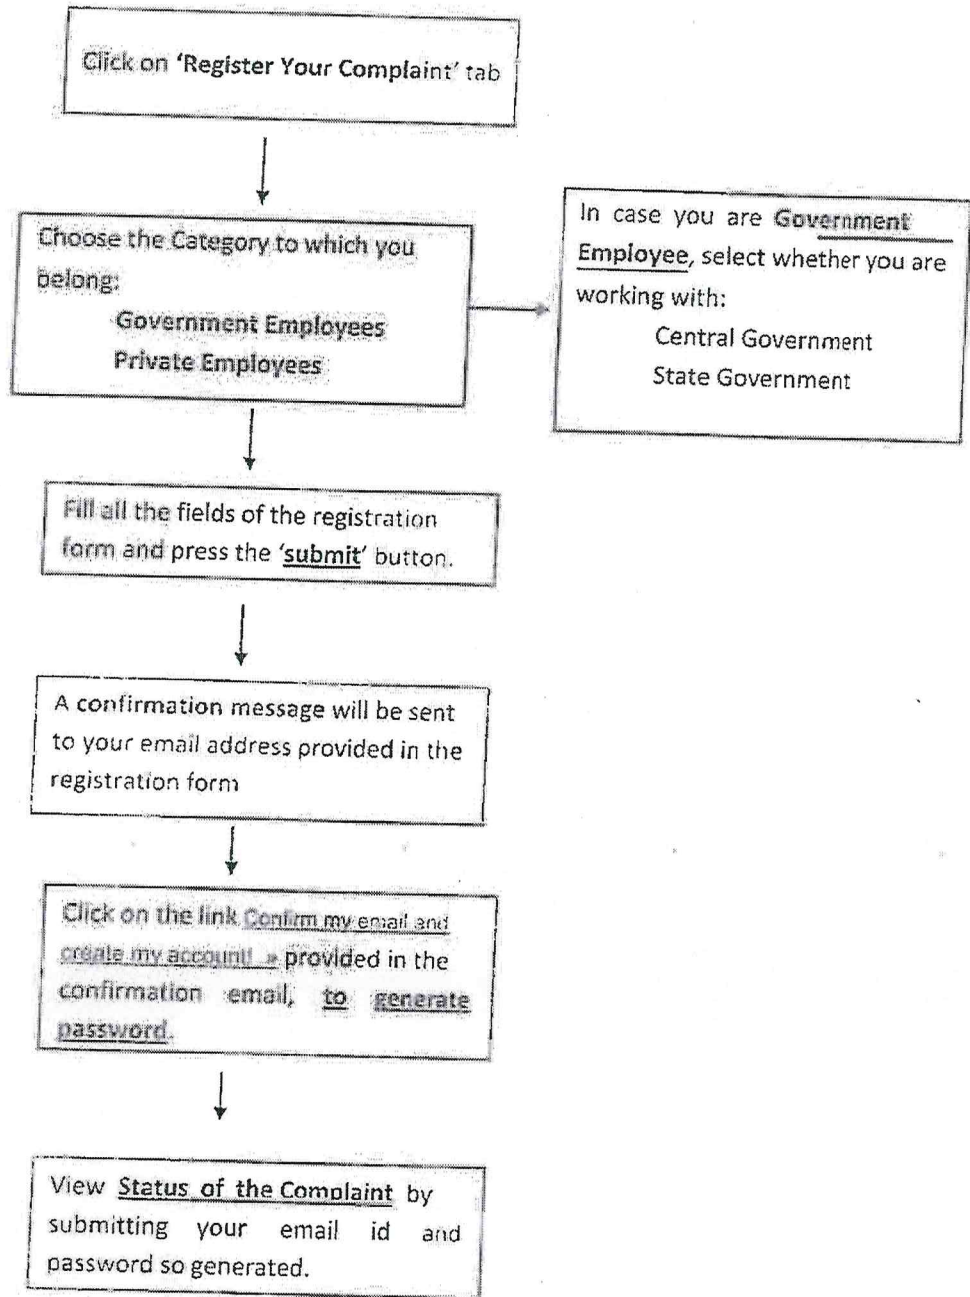 Click on 'Register Your Complaint' tab
Choose the Category to which you
belong:
Government Employees
Private Employees
In case you are Government
Employee, select whether you are
working with:
Central Government
State Government
Fill all the fields of the registration
form and press the 'submit' button.
A confirmation message will be sent
to your email address provided in the
registration form
Click on the link Confirm my email and
create my account! » provided in the
confirmation email, to generate
password.
View Status of the Complaint by
submitting your email id and
password so generated.